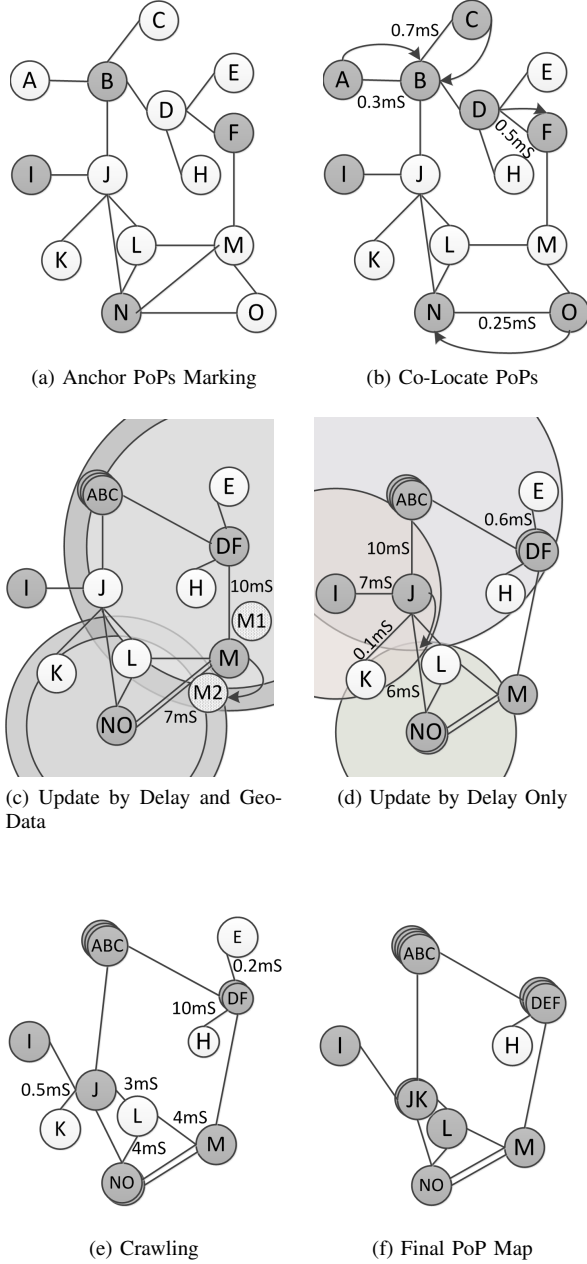 C
A
B
E
D
F
I
J
H
K
L
M
N
O
(a) Anchor PoPs Marking
C
0.7mS
A
B
E
0.3mS
D
0.5mS
F
I
J
H
K
L
M
N
O
0.25mS
(b) Co-Locate PoPs
ABC
E
DF
I
J
H
10mS
M1
K
L
M
M2
NO
7mS
(c) Update by Delay and Geo-
Data
ABC
E
0.6mS
DF
10mS
I
7mS
J
H
0.1mS
K
L
6mS
M
NO
(d) Update by Delay Only
ABC
E
0.2mS
DF
10mS
I
H
0.5mS
J
3mS
K
L
4mS
4mS
M
NO
(e) Crawling
ABC
DEF
I
H
JK
L
M
NO
(f) Final PoP Map